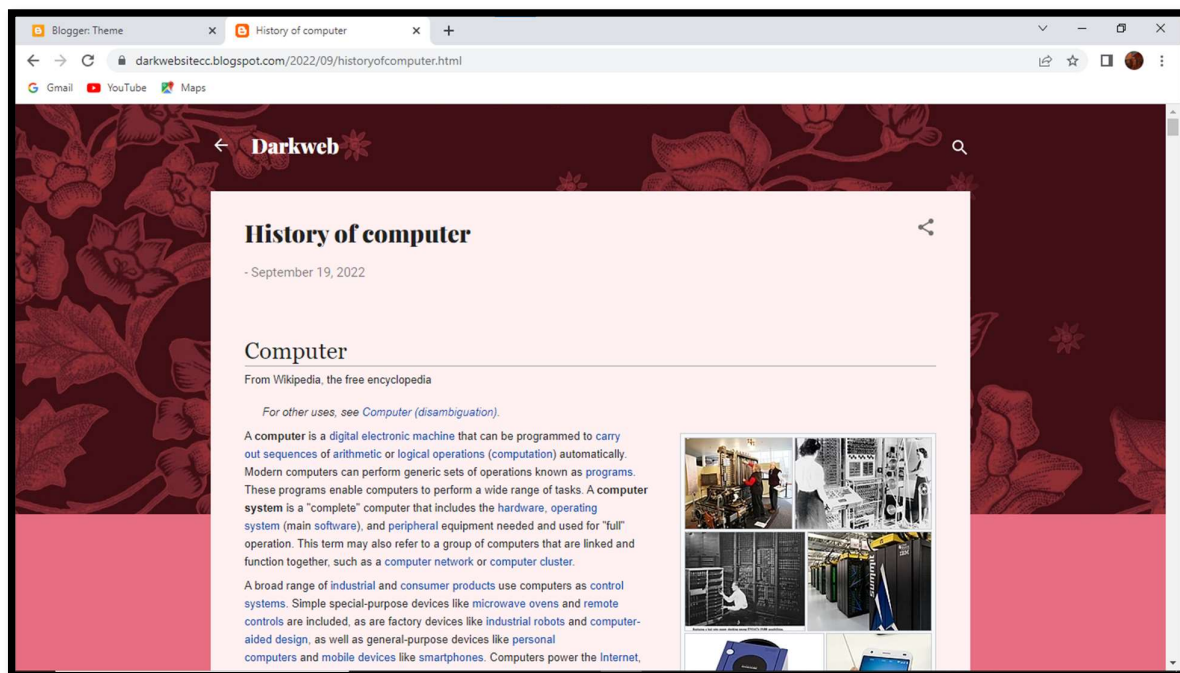 Blogger: Theme
History of computer
darkwebsitecc.blogspot.com/2022/09/historyofcomputer.html
Gmail YouTube Maps
Darkweb
History of computer
- September 19, 2022
Computer
From Wikipedia, the free encyclopedia
For other uses, see Computer (disambiguation).
A computer is a digital electronic machine that can be programmed to carry
out sequences of arithmetic or logical operations (computation) automatically.
Modern computers can perform generic sets of operations known as programs.
These programs enable computers to perform a wide range of tasks. A computer
system is a "complete" computer that includes the hardware, operating
system (main software), and peripheral equipment needed and used for "full"
operation. This term may also refer to a group of computers that are linked and
function together, such as a computer network or computer cluster.
A broad range of industrial and consumer products use computers as control
systems. Simple special-purpose devices like microwave ovens and remote
controls are included, as are factory devices like industrial robots and computer-
aided design, as well as general-purpose devices like personal
computers and mobile devices like smartphones. Computers power the Internet,